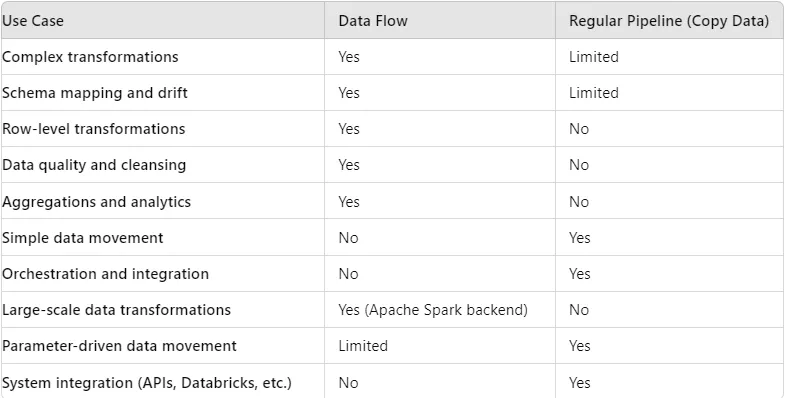 Use Case Data Flow Regular Pipeline (Copy Data)
Complex transformations Yes Limited
Schema mapping and drift Yes Limited
Row-level transformations Yes No
Data quality and cleansing Yes No
Aggregations and analytics Yes No
Simple data movement No Yes
Orchestration and integration No Yes
Large-scale data transformations Yes (Apache Spark backend) No
Parameter-driven data movement Limited Yes
System integration (APIs, Databricks, etc.) No Yes